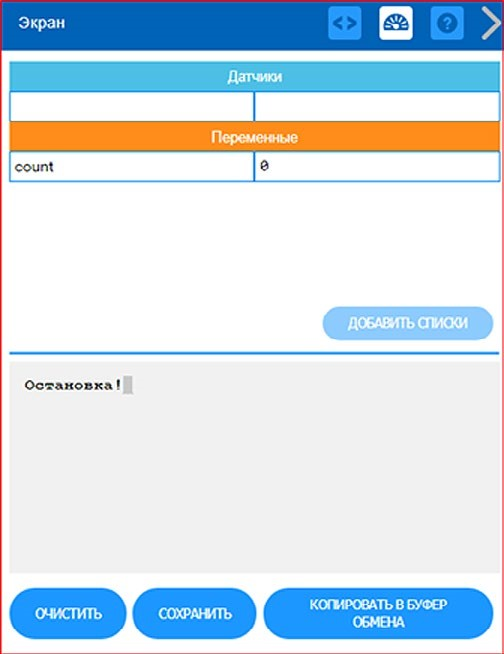 Экран
Датчики
Переменные
count 0
ДОБАВИТЬ СПИСКИ
Остановка!
ОЧИСТИТЬ СОХРАНИТЬ КОПИРОВАТЬ В БУФЕР
ОБМЕНА